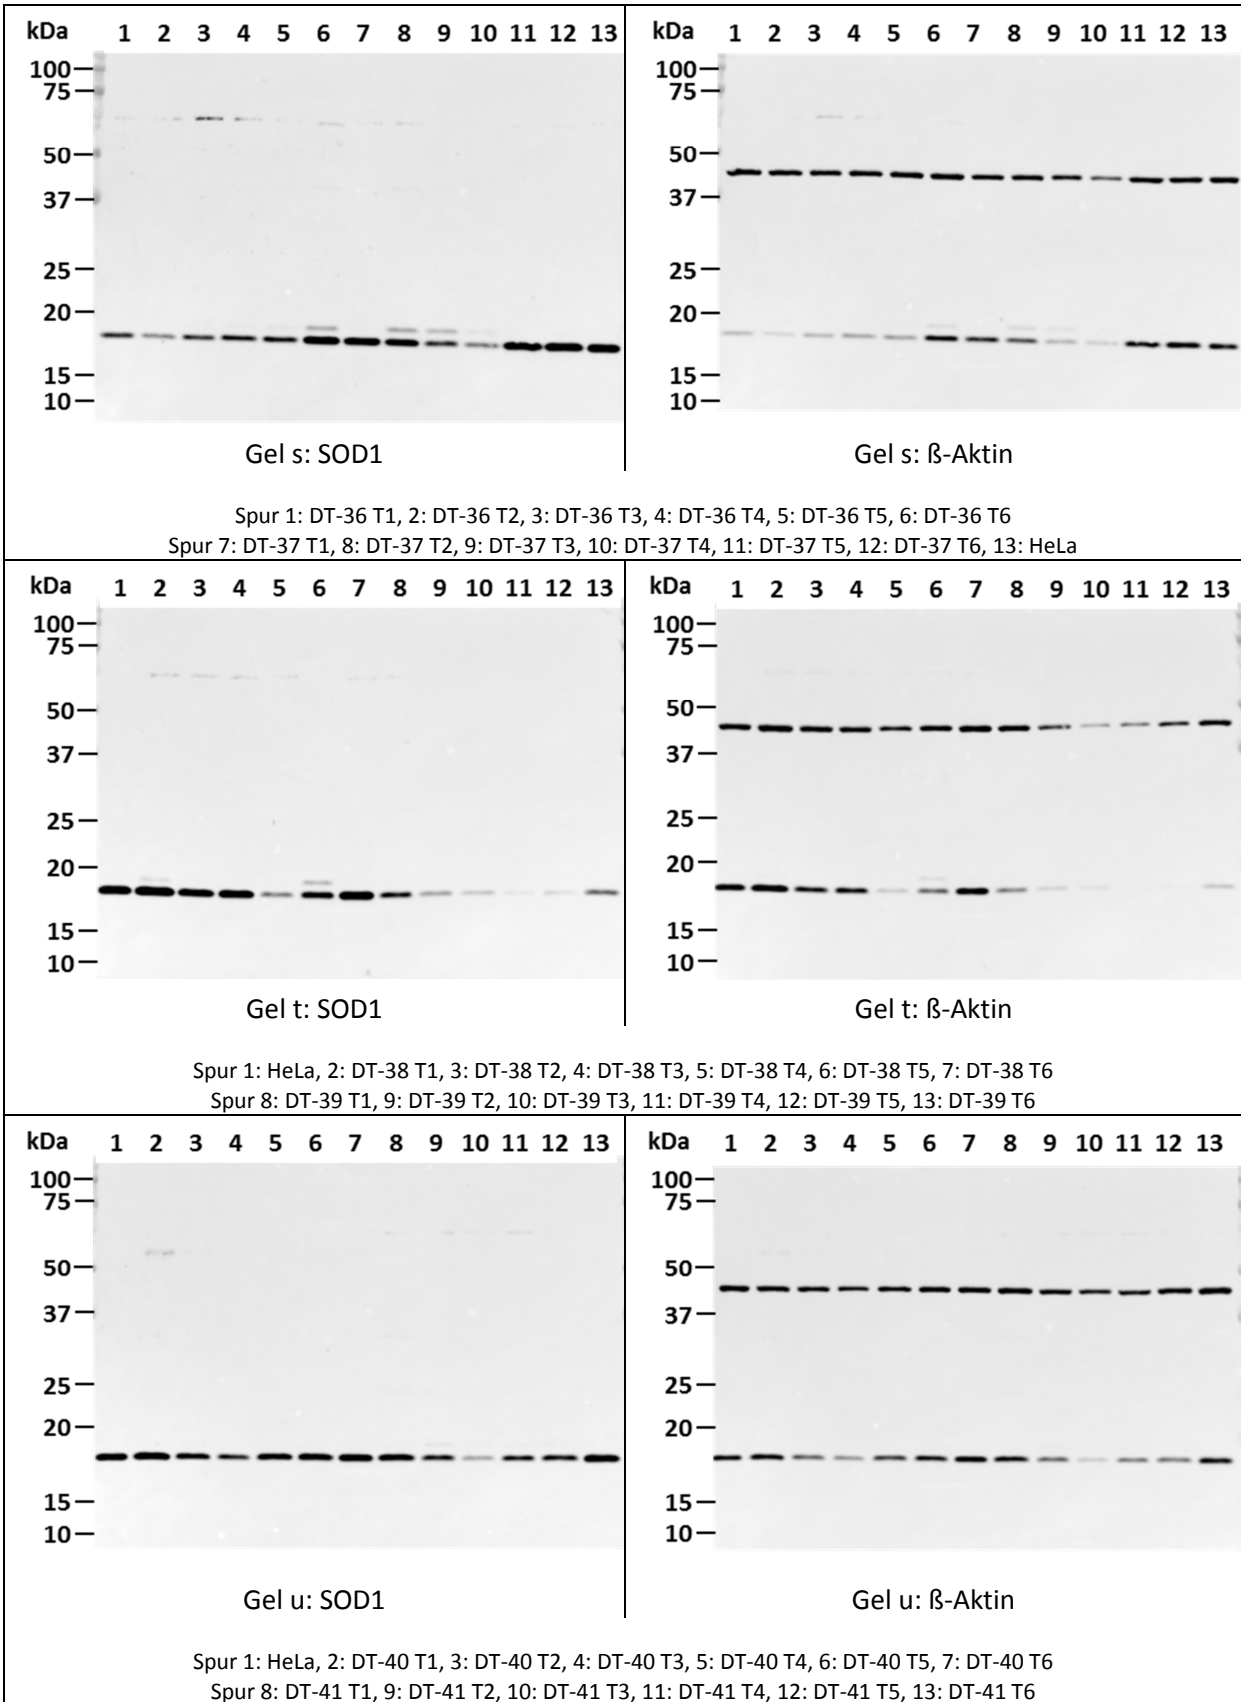 kDa 1 2 3 4 5 6 7 8 9 10 11 12 13
100
75
50
37
25
20
15
10
Gel s: SOD1
kDa 1 2 3 4 5 6 7 8 9 10 11 12 13
100
75
50
37
25
20
15
10
Gel s: ß-Aktin
Spur 1: DT-36 T1, 2: DT-36 T2, 3: DT-36 T3, 4: DT-36 T4, 5: DT-36 T5, 6: DT-36 T6
Spur 7: DT-37 T1, 8: DT-37 T2, 9: DT-37 T3, 10: DT-37 T4, 11: DT-37 T5, 12: DT-37 T6, 13: HeLa
kDa 1 2 3 4 5 6 7 8 9 10 11 12 13
100
75
50
37
25
20
15
10
Gel t: SOD1
kDa 1 2 3 4 5 6 7 8 9 10 11 12 13
100
75
50
37
25
20
15
10
Gel t: ß-Aktin
Spur 1: HeLa, 2: DT-38 T1, 3: DT-38 T2, 4: DT-38 T3, 5: DT-38 T4, 6: DT-38 T5, 7: DT-38 T6
Spur 8: DT-39 T1, 9: DT-39 T2, 10: DT-39 T3, 11: DT-39 T4, 12: DT-39 T5, 13: DT-39 T6
kDa 1 2 3 4 5 6 7 8 9 10 11 12 13
100
75
50
37
25
20
15
10
Gel u: SOD1
kDa 1 2 3 4 5 6 7 8 9 10 11 12 13
100
75
50
37
25
20
15
10
Gel u: ß-Aktin
Spur 1: HeLa, 2: DT-40 T1, 3: DT-40 T2, 4: DT-40 T3, 5: DT-40 T4, 6: DT-40 T5, 7: DT-40 T6
Spur 8: DT-41 T1, 9: DT-41 T2, 10: DT-41 T3, 11: DT-41 T4, 12: DT-41 T5, 13: DT-41 T6